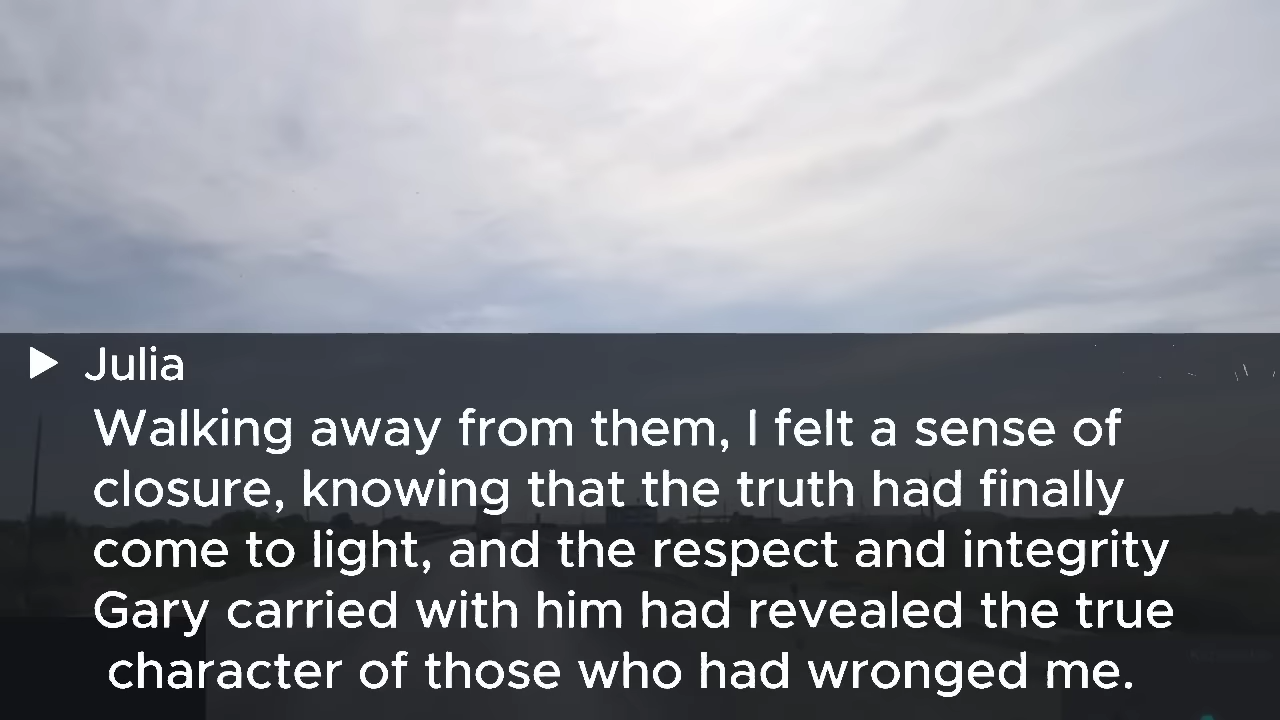 Julia
Walking away from them, I felt a sense of
closure, knowing that the truth had finally
come to light, and the respect and integrity
Gary carried with him had revealed the true
character of those who had wronged me.